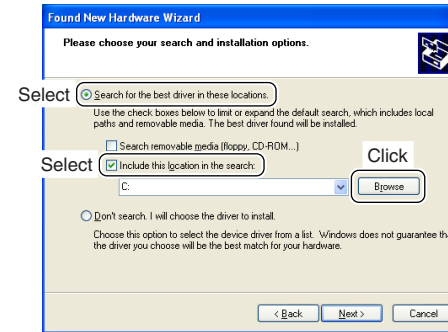 Found New Hardware Wizard
Please choose your search and installation options.
Select
Search for the best driver in these locations.
Use the check boxes below to limit or expand the default search, which includes local
paths and removable media. The best driver found will be installed.
Search removable media (floppy, CD-ROM...)
Select
Include this location in the search:
Click
C:
Browse
Don't search. I will choose the driver to install.
Choose this option to select the device driver from a list. Windows does not guarantee th
the driver you choose will be the best match for your hardware.
< Back
Next >
Cancel